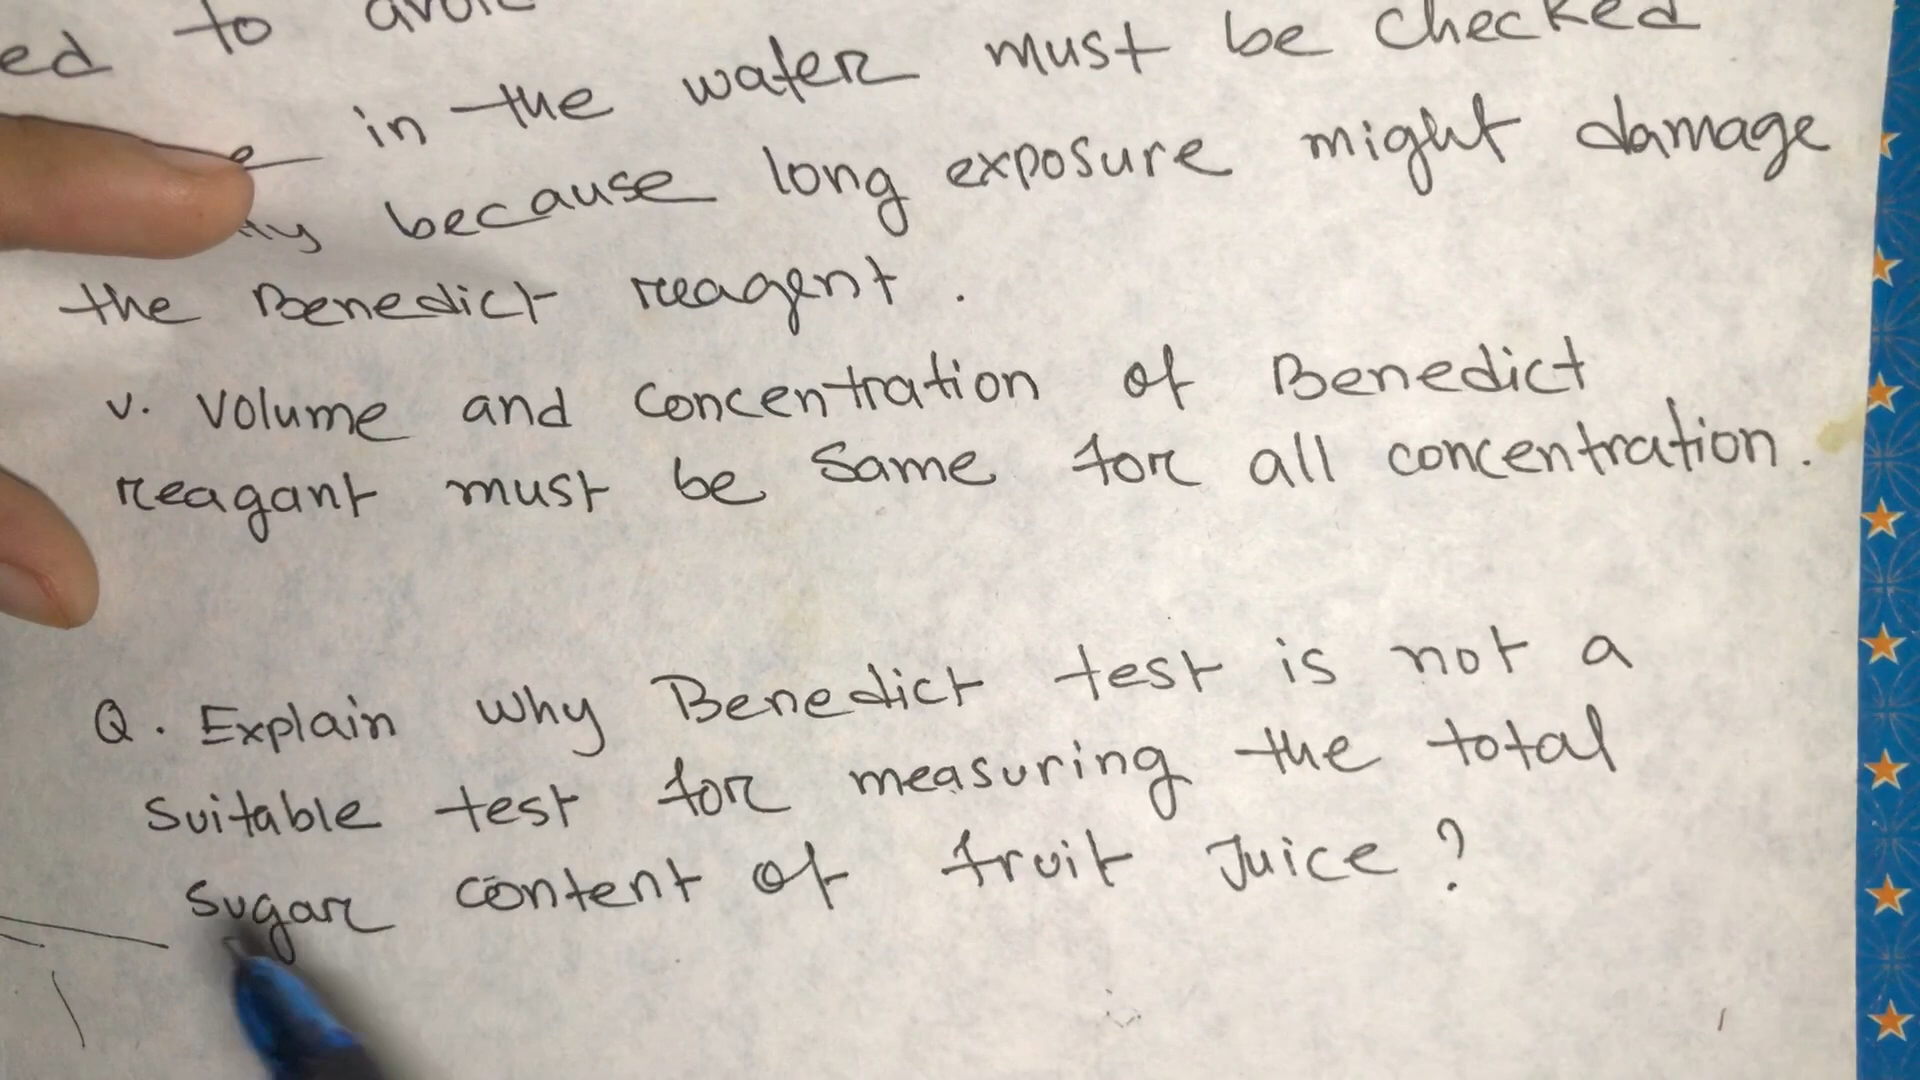 ed to
in the water must be checked
because long exposure might damage
the Benedict reagent.
v. Volume and concentration of Benedict
reagant must be same for all concentration.
Q. Explain why Benedict test is not a
suitable test for measuring the total
sugar content of fruit Juice?